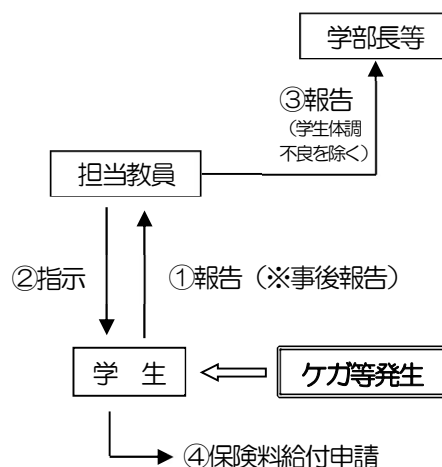 学部長等
③報告
（学生体調
不良を除く）
担当教員
②指示
①報告（※事後報告）
学　生
ケガ等発生
④保険料給付申請